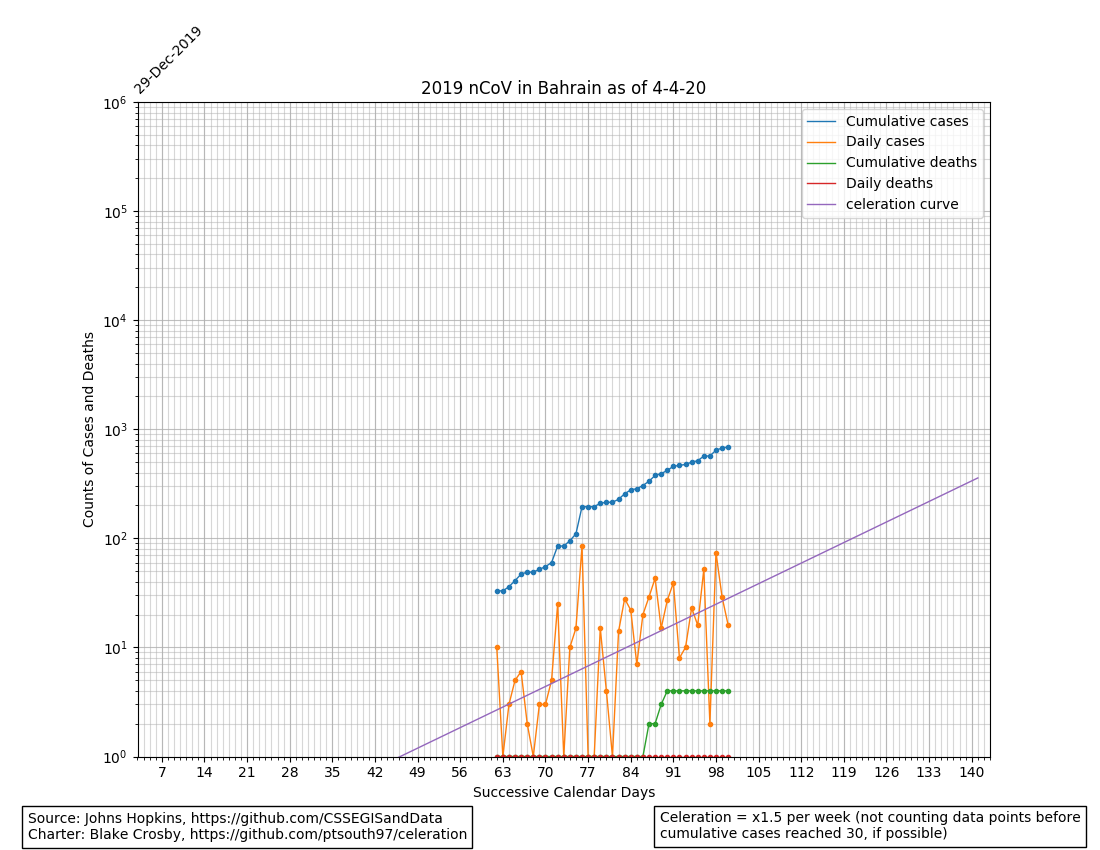 29-Dec-2019
2019 nCoV in Bahrain as of 4-4-20
Cumulative cases
Daily cases
Cumulative deaths
Daily deaths
celeration curve
10^6
10^5
10^4
10^3
10^2
10^1
10^0
Counts of Cases and Deaths
7 14 21 28 35 42 49 56 63 70 77 84 91 98 105 112 119 126 133 140
Successive Calendar Days
Source: Johns Hopkins, https://github.com/CSSEGISandData
Charter: Blake Crosby, https://github.com/ptsouth97/celeration
Celeration = x1.5 per week (not counting data points before
cumulative cases reached 30, if possible)